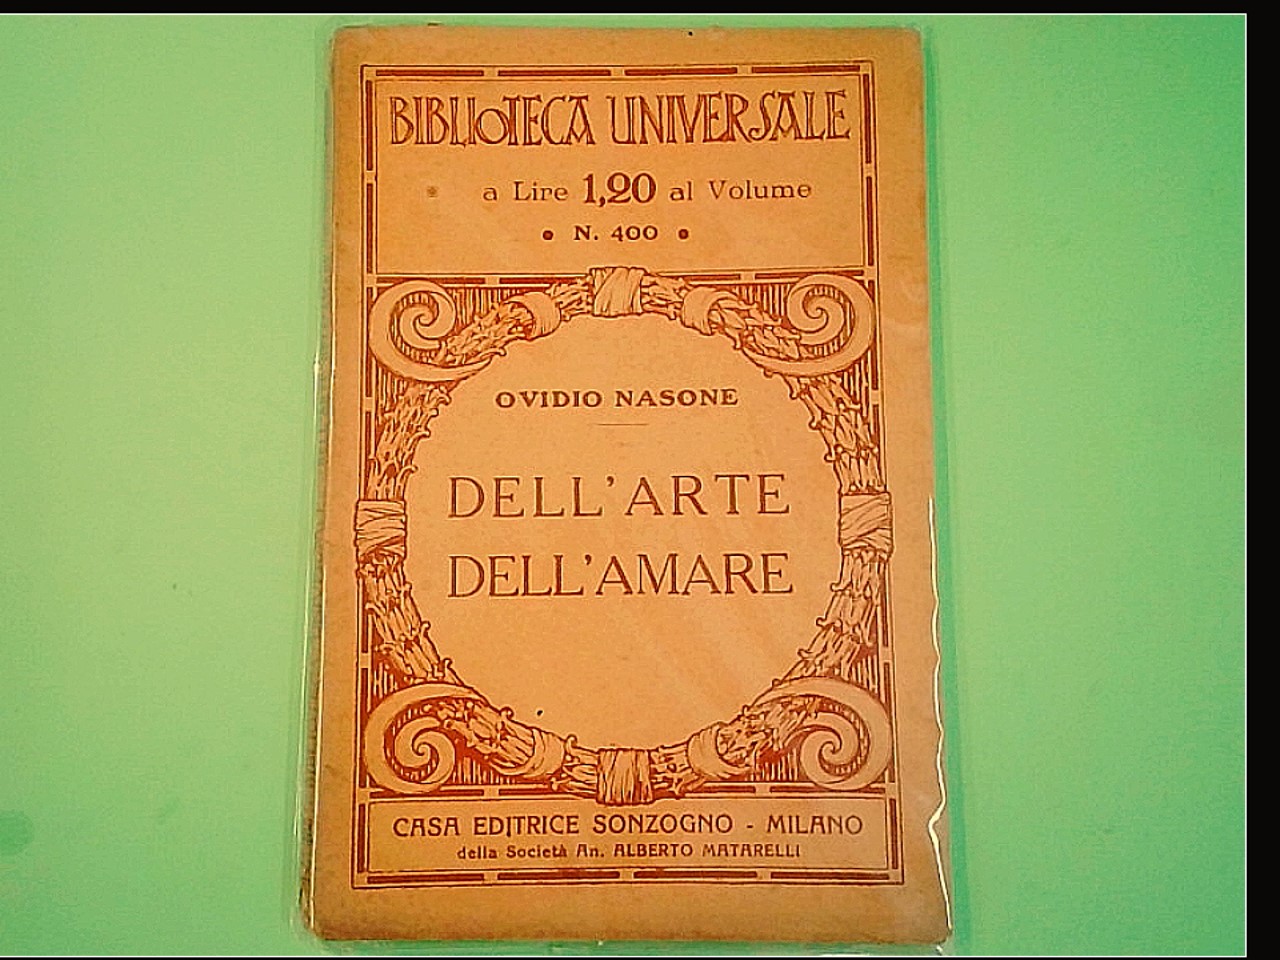 BIBLIOTECA UNIVERSALE
a Lire 1,20 al Volume
• N. 400 •
OVIDIO NASONE
DELL'ARTE
DELL'AMARE
CASA EDITRICE SONZOGNO - MILANO
della Società An. ALBERTO MATARELLI